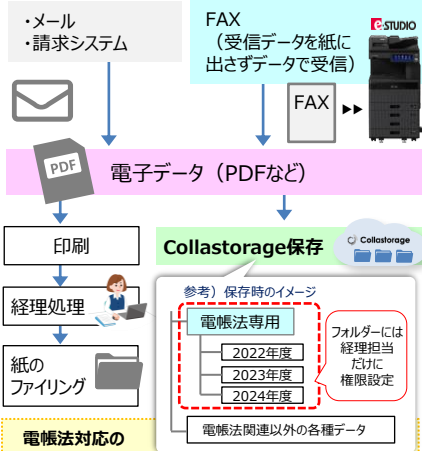 ・メール
・請求システム
FAX
（受信データを紙に
出さずデータで受信）
e-STUDIO
FAX
PDF
電子データ（PDFなど）
印刷
経理処理
紙の
ファイリング
Collastorage保存
Collastorage
参考）保存時のイメージ
電帳法専用
2022年度
2023年度
2024年度
フォルダーには
経理担当
だけに
権限設定
電帳法関連以外の各種データ
電帳法対応の